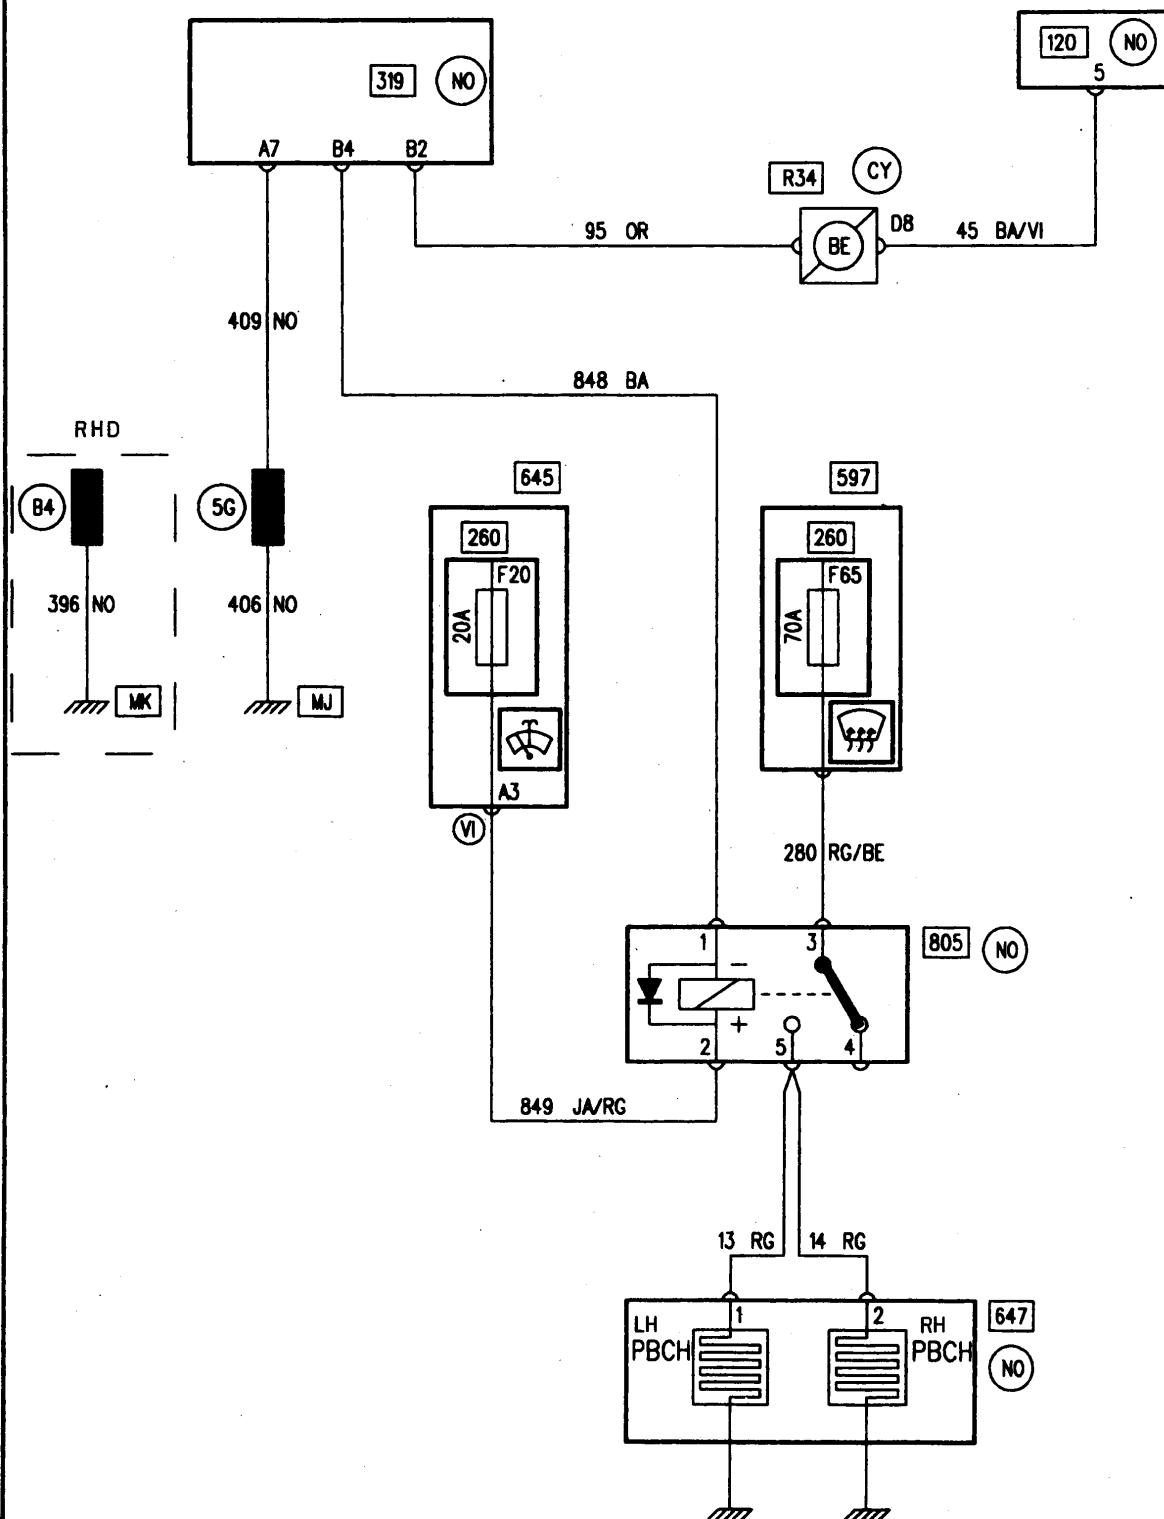 120 NO
5
319 NO
A7 B4 B2
R34 CY
BE D8
95 OR
45 BA/VI
409 NO
848 BA
RHD
B4
5G
645
597
260
260
F20
F65
20A
70A
396 NO
406 NO
MK
MJ
A3
VI
280 RG/BE
805 NO
1 3
-
+
2 5 4
849 JA/RG
13 RG 14 RG
647
NO
LH
PBCH
1
2
RH
PBCH